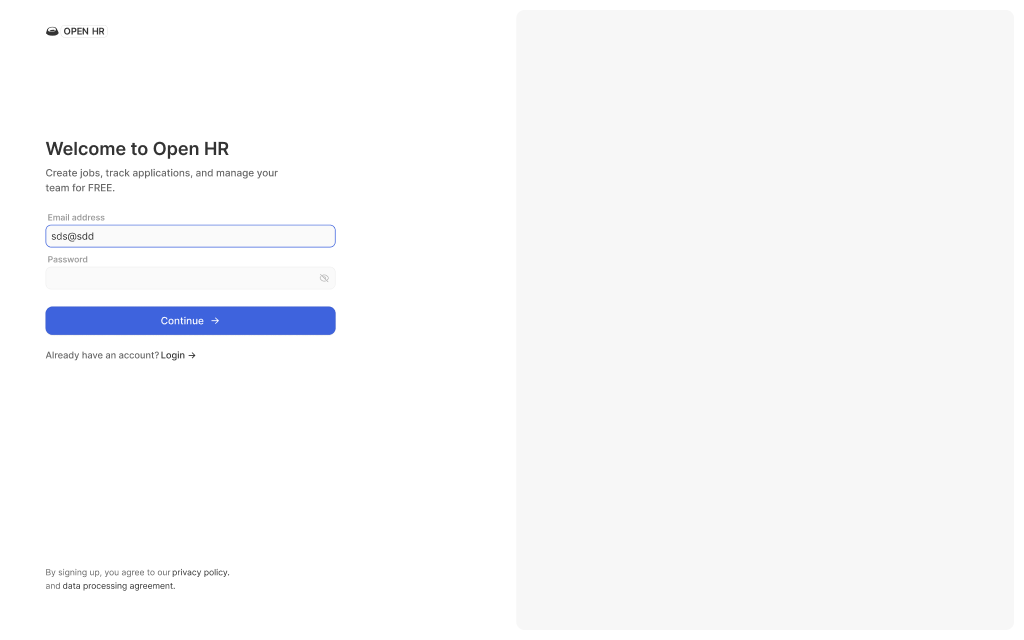 OPEN HR
Welcome to Open HR
Create jobs, track applications, and manage your
team for FREE.
Email address
sds@sdd
Password
Continue →
Already have an account? Login →
By signing up, you agree to our privacy policy.
and data processing agreement.